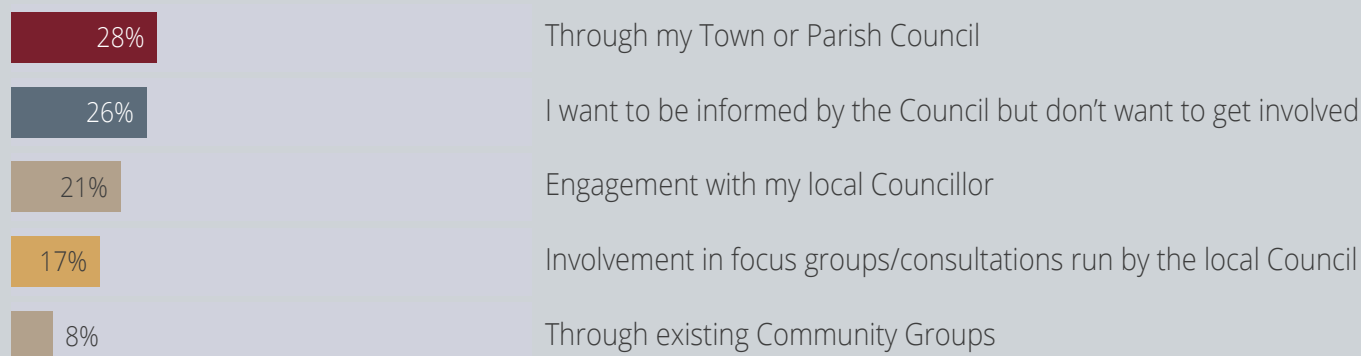 28% Through my Town or Parish Council
26% I want to be informed by the Council but don't want to get involved
21% Engagement with my local Councillor
17% Involvement in focus groups/consultations run by the local Council
8% Through existing Community Groups